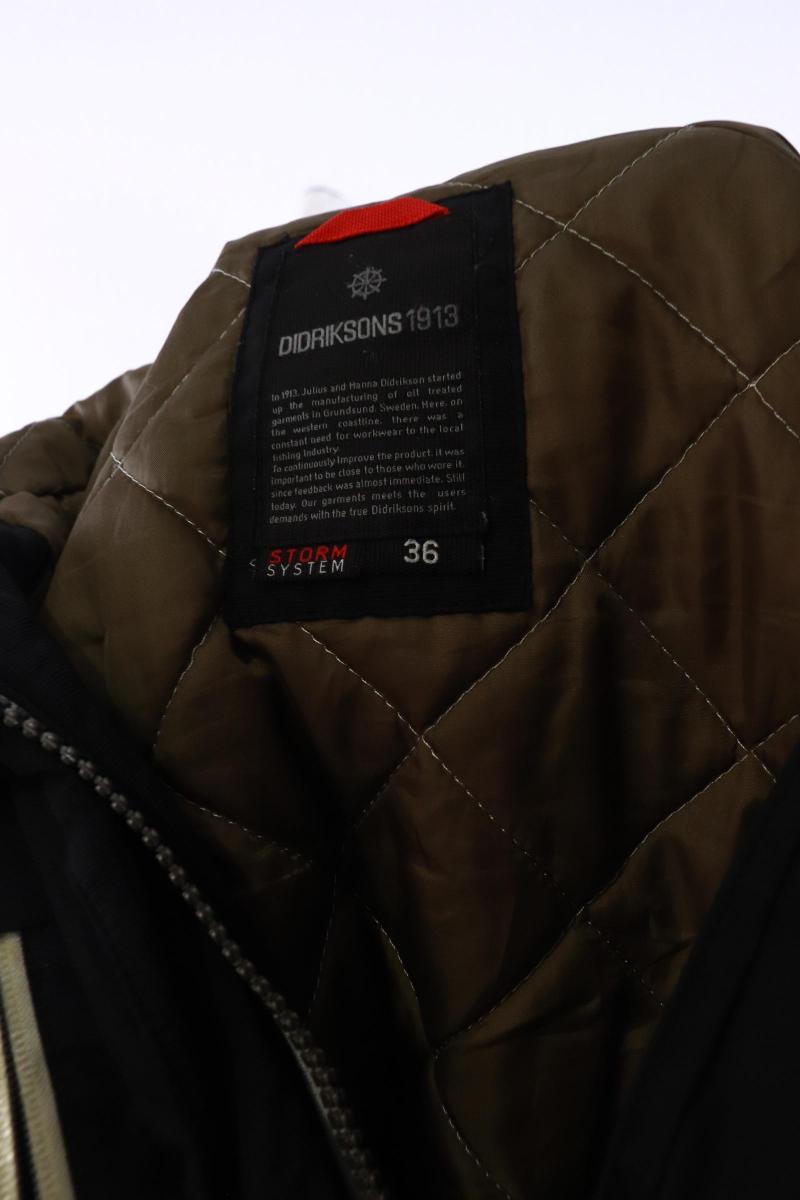 DIDRIKSONS 1913
In 1913, Julius and Hanna Didrikson started
up the manufacturing of oil treated
garments in Grundsund, Sweden. Here, on
the western coastline, there was a
constant need for workwear to the local
fishing industry.
To continuously improve the product, it was
important to be close to those who wore it,
since feedback was almost immediate. Still
today. Our garments meets the users
demands with the true Didriksons spirit.
STORM
SYSTEM
36